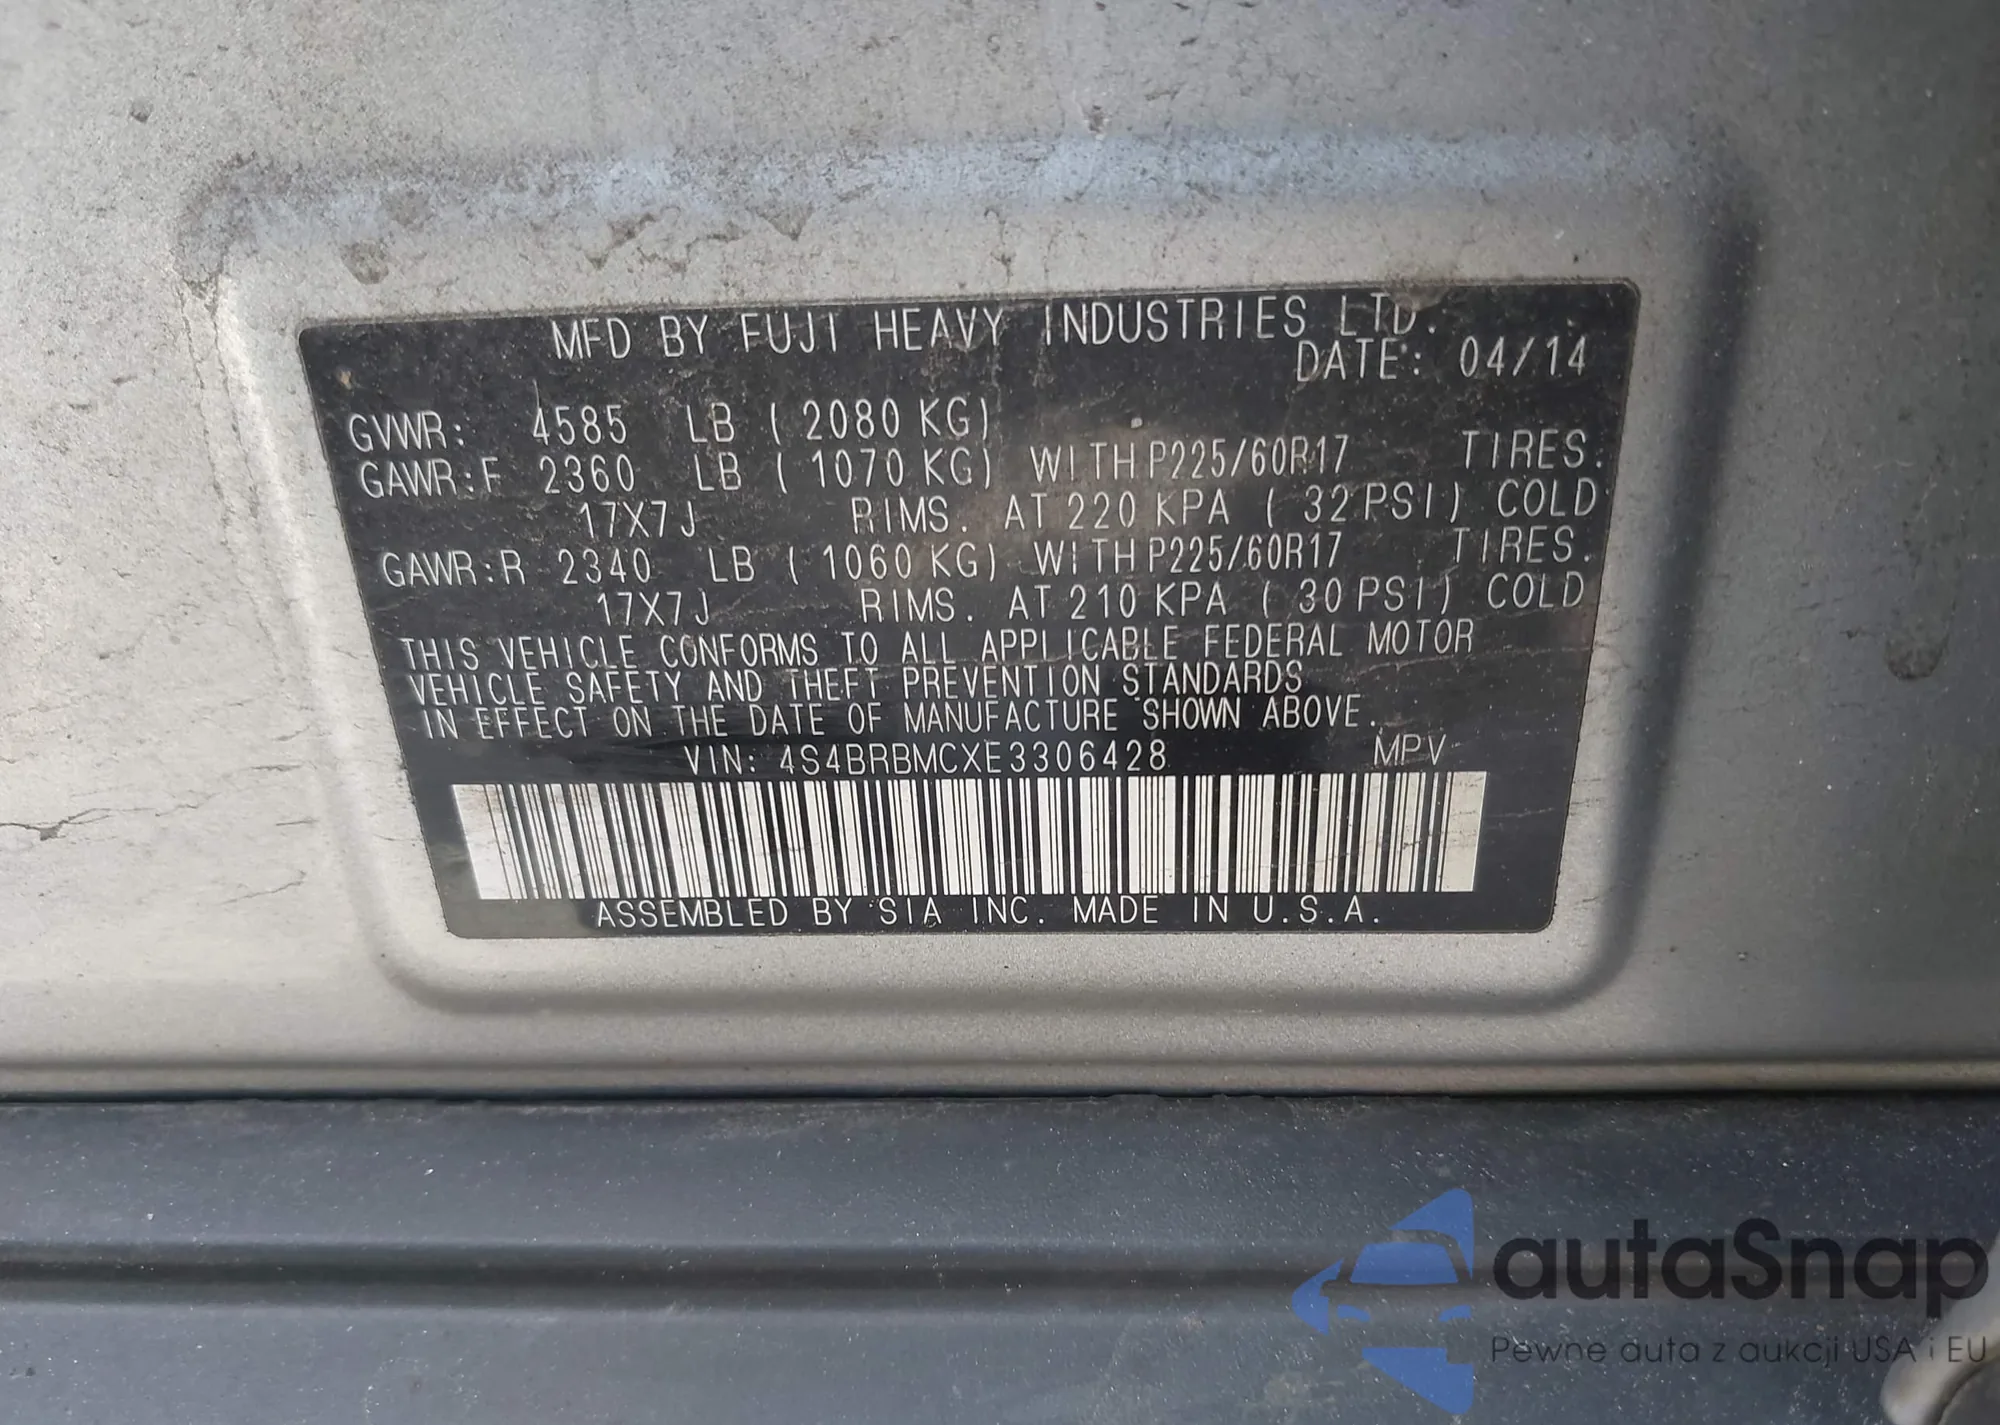 MFD BY FUJI HEAVY INDUSTRIES LTD.
DATE: 04/14
GVWR: 4585 LB ( 2080 KG)
GAWR:F 2360 LB ( 1070 KG) WITH P225/60R17 TIRES.
17X7J RIMS. AT 220 KPA ( 32 PSI) COLD
GAWR:R 2340 LB ( 1060 KG) WITH P225/60R17 TIRES.
17X7J RIMS. AT 210 KPA ( 30 PSI) COLD
THIS VEHICLE CONFORMS TO ALL APPLICABLE FEDERAL MOTOR
VEHICLE SAFETY AND THEFT PREVENTION STANDARDS
IN EFFECT ON THE DATE OF MANUFACTURE SHOWN ABOVE.
VIN: 4S4BRBMCXE3306428 MPV
ASSEMBLED BY SIA INC. MADE IN U.S.A.
autaSnap
Pewne auta z aukcji USA i EU